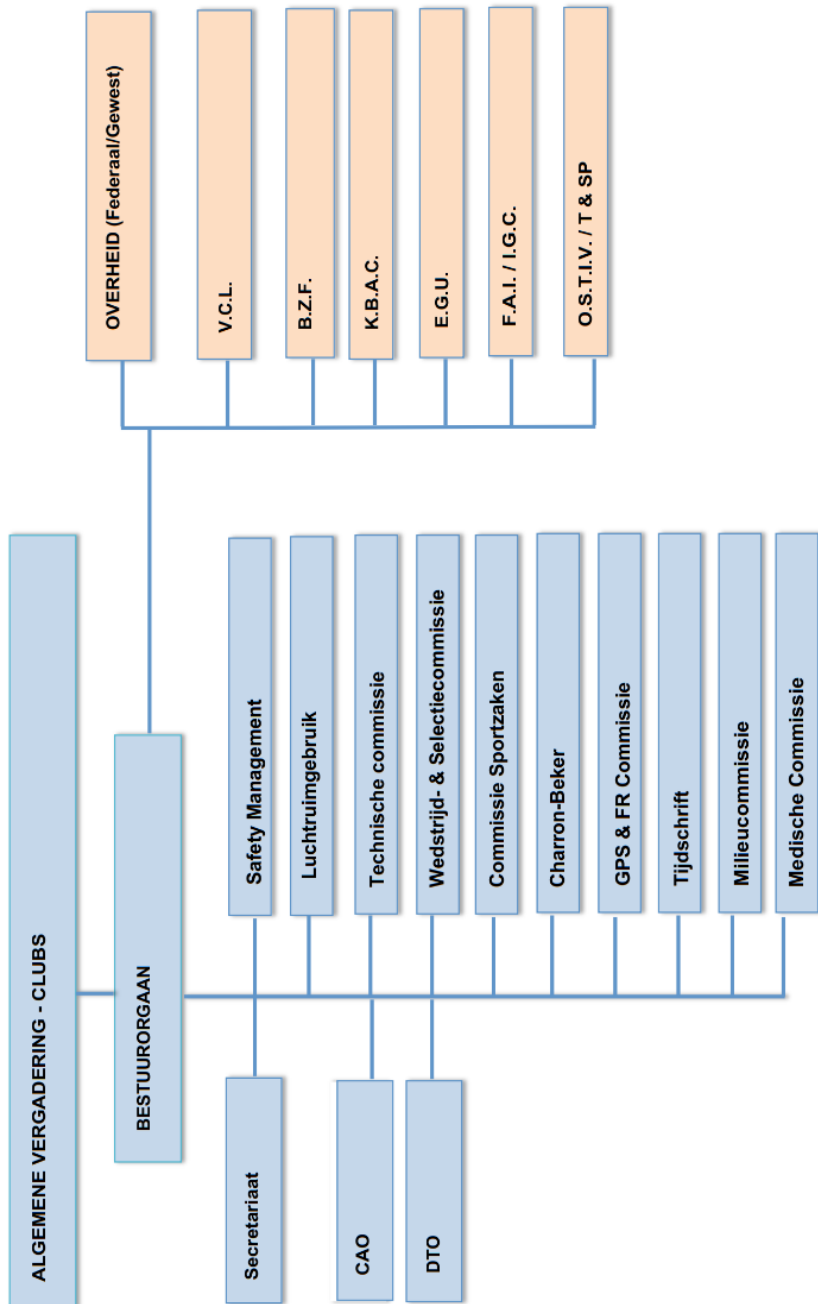 ALGEMENE VERGADERING - CLUBS
BESTUURORGAAN
OVERHEID (Federaal/Gewest)
V.C.L.
B.Z.F.
K.B.A.C.
E.G.U.
F.A.I. / I.G.C.
O.S.T.I.V. / T & SP
Secretariaat
CAO
DTO
Safety Management
Luchtruimgebruik
Technische commissie
Wedstrijd- & Selectiecommissie
Commissie Sportzaken
Charron-Beker
GPS & FR Commissie
Tijdschrift
Milieucommissie
Medische Commissie